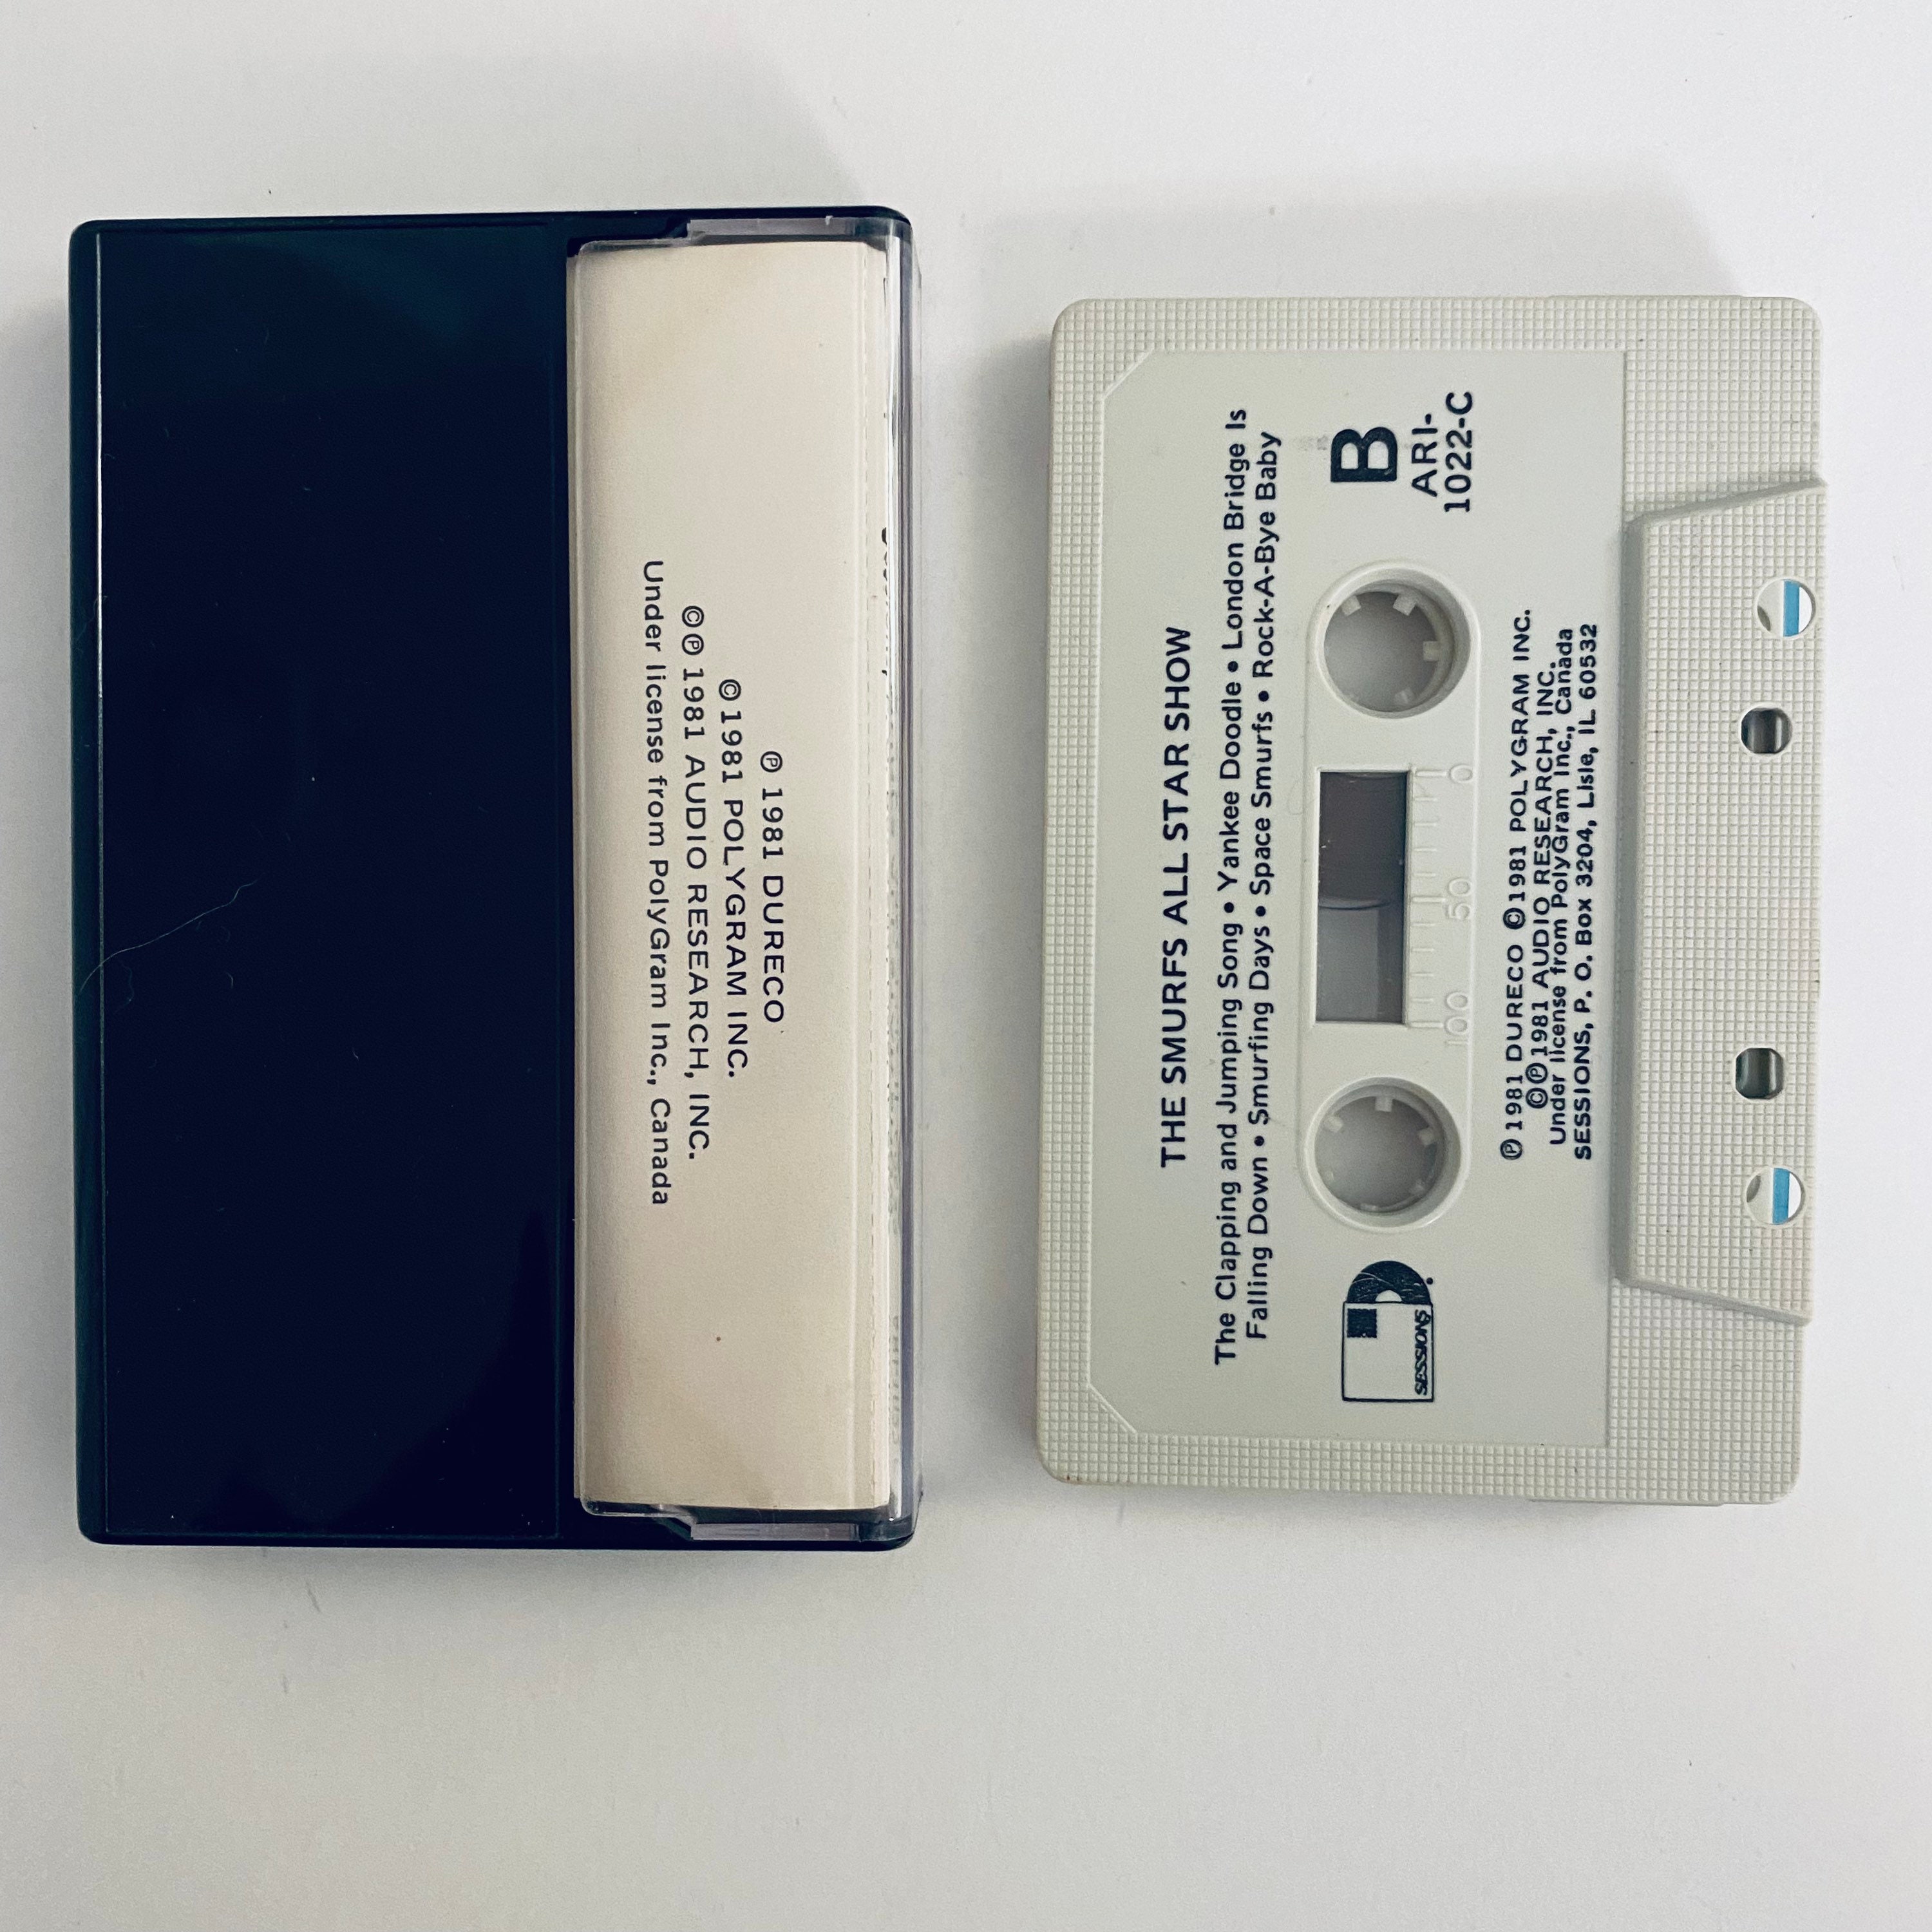 ℗ 1981 DURECO
©1981 POLYGRAM INC.
©℗ 1981 AUDIO RESEARCH, INC.
Under license from PolyGram Inc., Canada
THE SMURFS ALL STAR SHOW
The Clapping and Jumping Song • Yankee Doodle • London Bridge Is
Falling Down • Smurfing Days • Space Smurfs • Rock-A-Bye Baby
B
ARI-
1022-C
SESSIONS
0
50
100
℗ 1981 DURECO ©1981 POLYGRAM INC.
©℗1981 AUDIO RESEARCH, INC.
Under license from PolyGram Inc., Canada
SESSIONS, P. O. Box 3204, Lisle, IL 60532